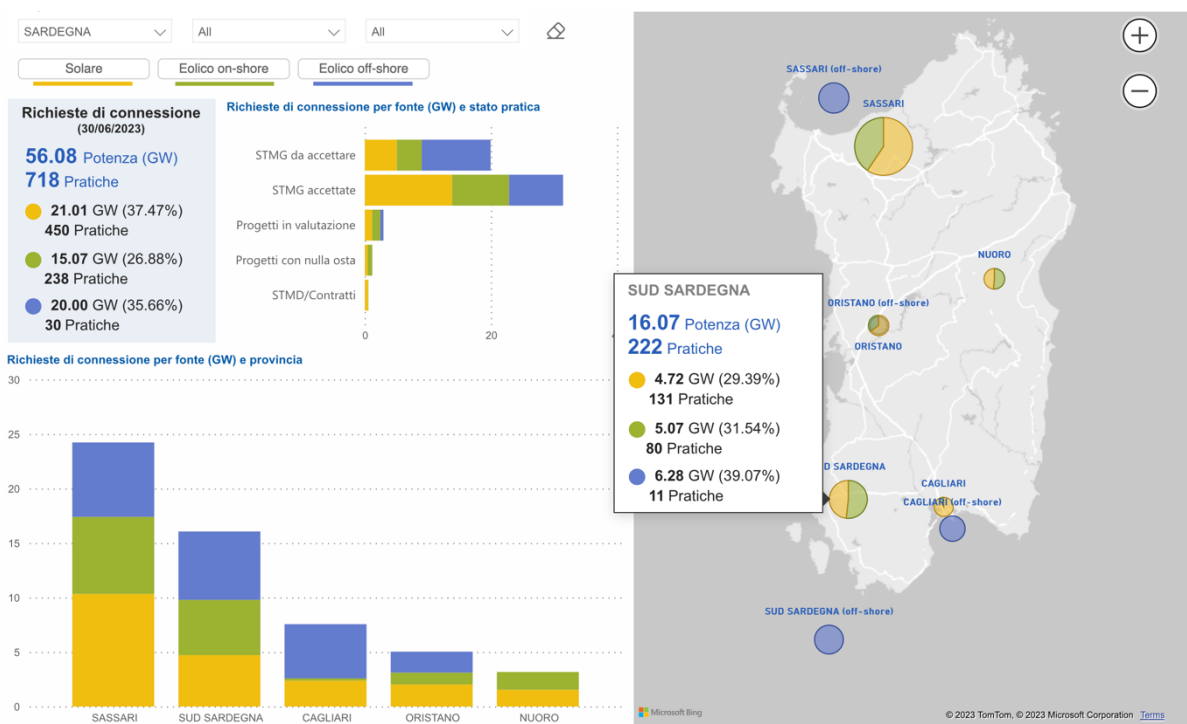 SARDEGNA
All
All
Solare
Eolico on-shore
Eolico off-shore
Richieste di connessione
(30/06/2023)
56.08 Potenza (GW)
718 Pratiche
21.01 GW (37.47%)
450 Pratiche
15.07 GW (26.88%)
238 Pratiche
20.00 GW (35.66%)
30 Pratiche
Richieste di connessione per fonte (GW) e stato pratica
STMG da accettare
STMG accettate
Progetti in valutazione
Progetti con nulla osta
STMD/Contratti
0
20
Richieste di connessione per fonte (GW) e provincia
30
25
20
15
10
5
0
SASSARI
SUD SARDEGNA
CAGLIARI
ORISTANO
NUORO
SASSARI (off-shore)
SASSARI
NUORO
ORISTANO (off-shore)
ORISTANO
SUD SARDEGNA
16.07 Potenza (GW)
222 Pratiche
4.72 GW (29.39%)
131 Pratiche
5.07 GW (31.54%)
80 Pratiche
6.28 GW (39.07%)
11 Pratiche
D SARDEGNA
CAGLIARI
CAGLIARI (off-shore)
SUD SARDEGNA (off-shore)
Microsoft Bing
© 2023 TomTom, © 2023 Microsoft Corporation Terms